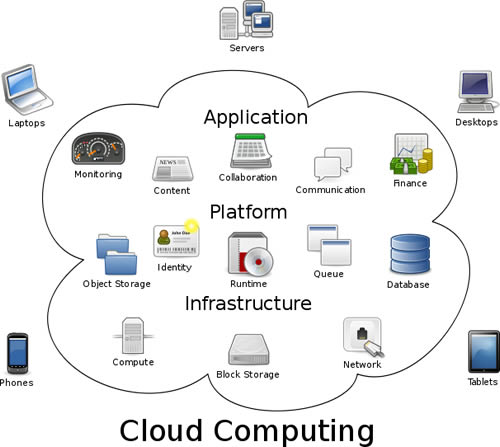 Servers
Laptops
Desktops
Application
Monitoring
NEWS
Content
Collaboration
Communication
Finance
Platform
Object Storage
John Doe
Identity
Runtime
Queue
Database
Infrastructure
Compute
Block Storage
Network
Phones
Tablets
Cloud Computing